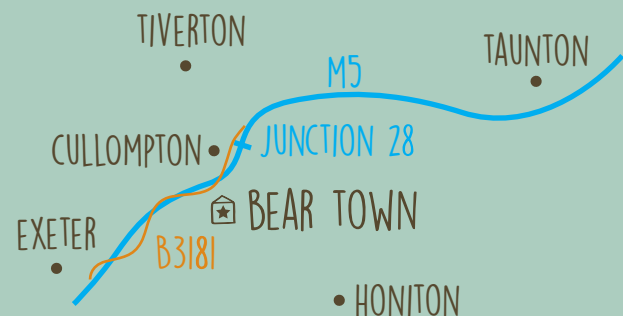 TIVERTON
TAUNTON
M5
CULLOMPTON
JUNCTION 28
BEAR TOWN
EXETER
B3181
HONITON